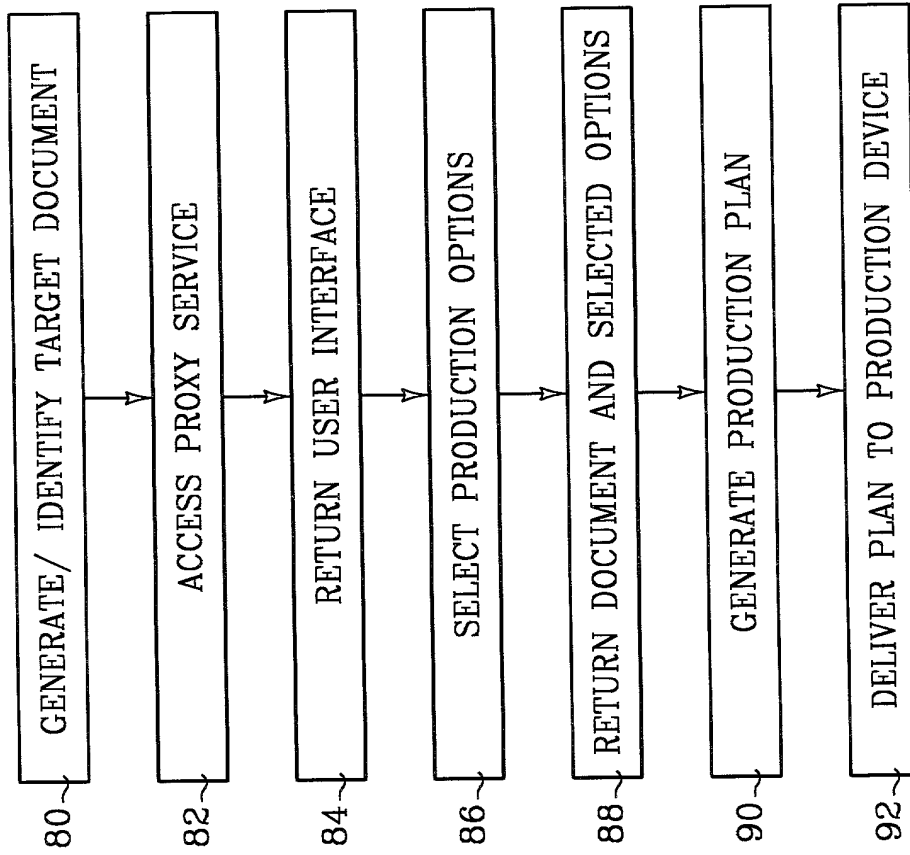 80 GENERATE/ IDENTIFY TARGET DOCUMENT
82 ACCESS PROXY SERVICE
84 RETURN USER INTERFACE
86 SELECT PRODUCTION OPTIONS
88 RETURN DOCUMENT AND SELECTED OPTIONS
90 GENERATE PRODUCTION PLAN
92 DELIVER PLAN TO PRODUCTION DEVICE